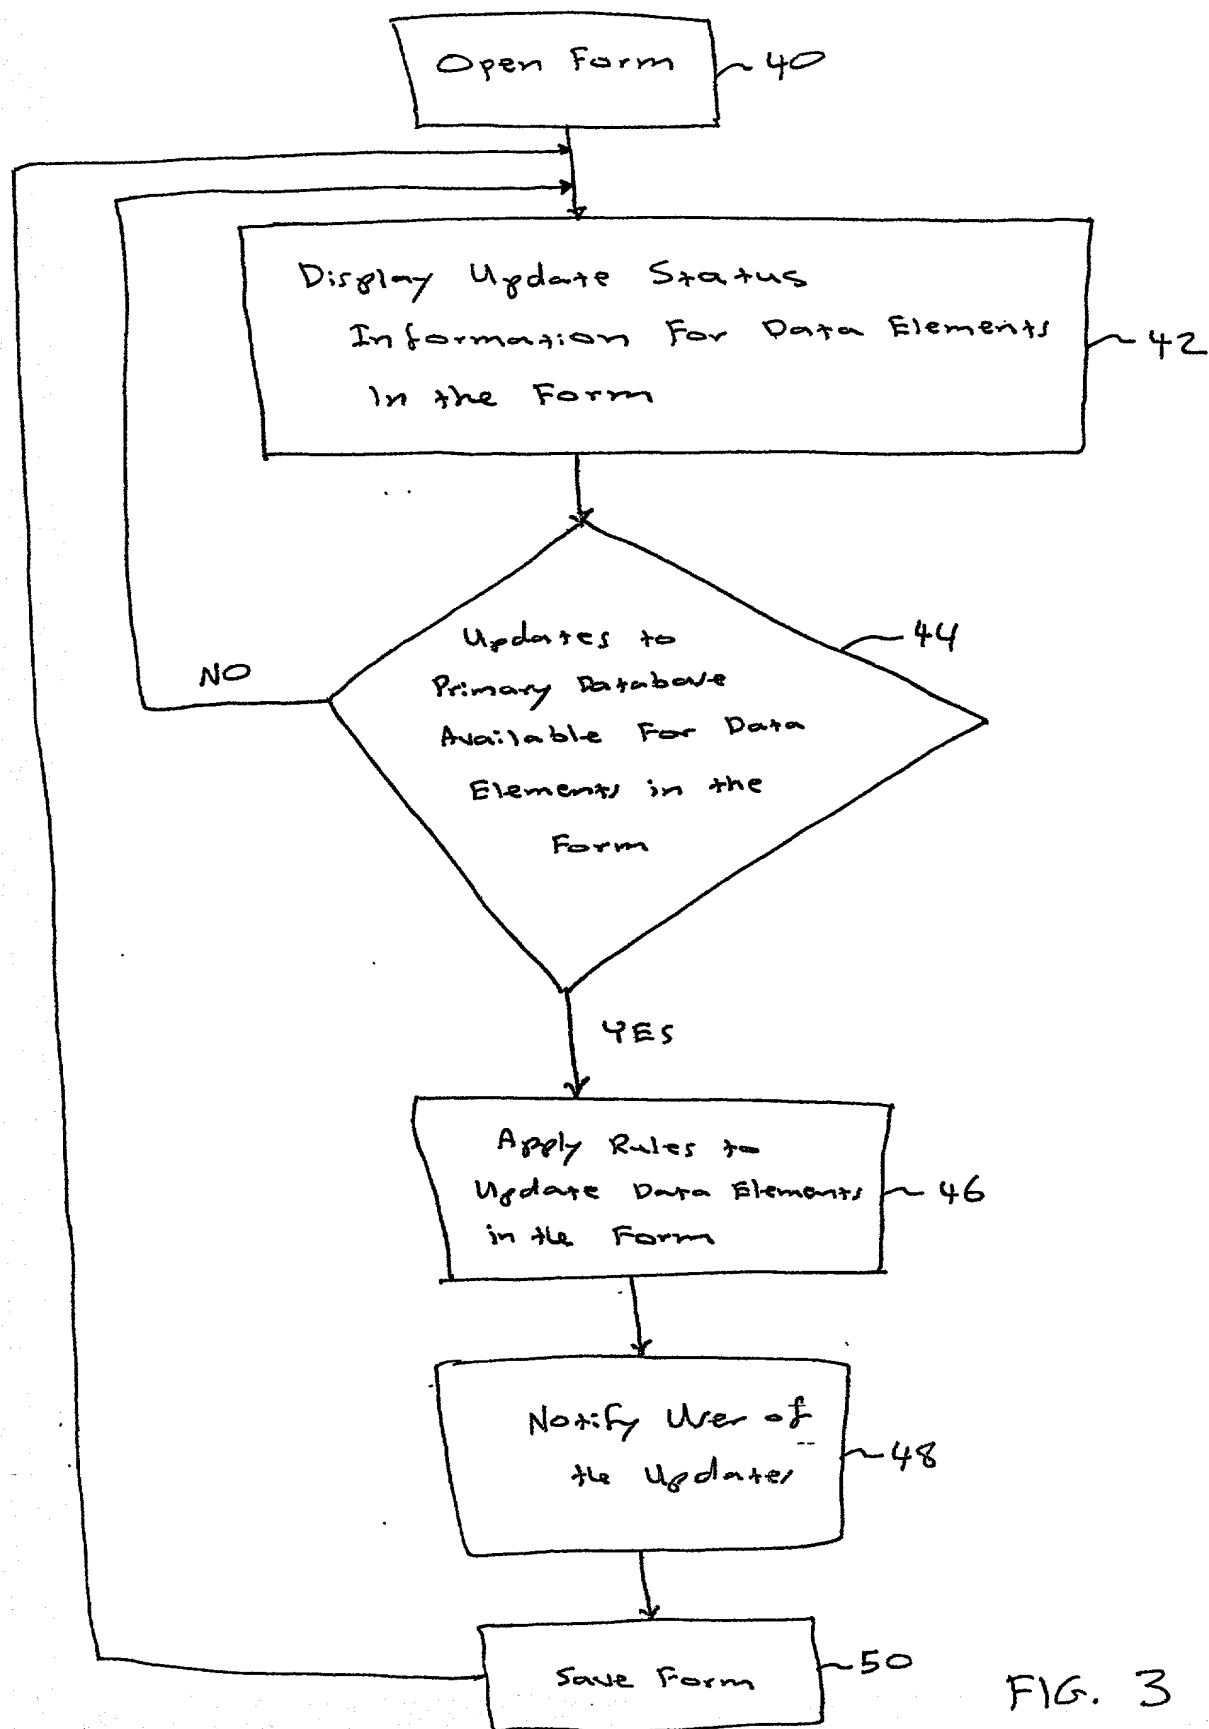 Open Form
40
Display Update Status
Information For Data Elements
In the Form
42
Updates to
Primary Database
Available For Data
Elements in the
Form
44
NO
YES
Apply Rules to
Update Data Elements
in the Form
46
Notify User of
the Updates
48
Save Form
50
FIG. 3